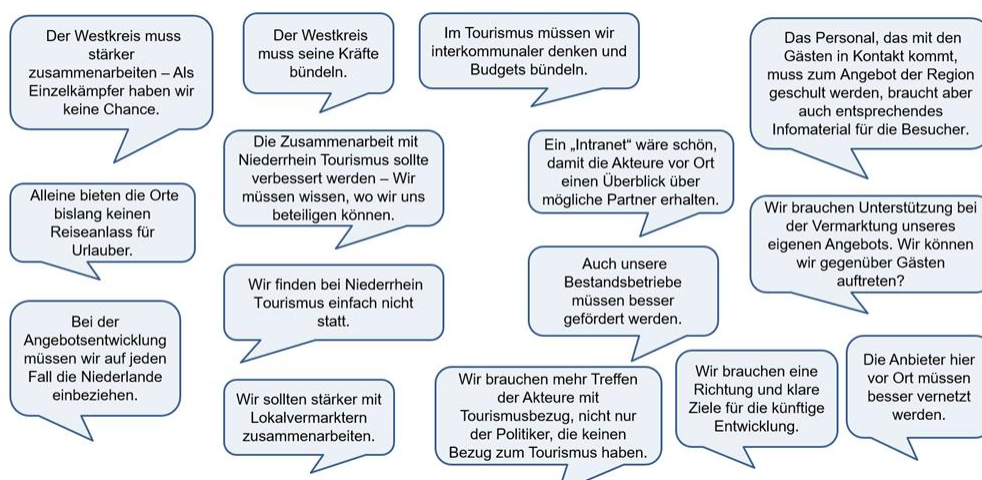 Der Westkreis muss
stärker
zusammenarbeiten – Als
Einzelkämpfer haben wir
keine Chance.
Der Westkreis
muss seine Kräfte
bündeln.
Im Tourismus müssen wir
interkommunaler denken und
Budgets bündeln.
Das Personal, das mit den
Gästen in Kontakt kommt,
muss zum Angebot der Region
geschult werden, braucht aber
auch entsprechendes
Infomaterial für die Besucher.
Die Zusammenarbeit mit
Niederrhein Tourismus sollte
verbessert werden – Wir
müssen wissen, wo wir uns
beteiligen können.
Ein „Intranet“ wäre schön,
damit die Akteure vor Ort
einen Überblick über
mögliche Partner erhalten.
Alleine bieten die Orte
bislang keinen
Reiseanlass für
Urlauber.
Wir brauchen Unterstützung bei
der Vermarktung unseres
eigenen Angebots. Wir können
wir gegenüber Gästen
auftreten?
Wir finden bei Niederrhein
Tourismus einfach nicht
statt.
Auch unsere
Bestandsbetriebe
müssen besser
gefördert werden.
Bei der
Angebotsentwicklung
müssen wir auf jeden
Fall die Niederlande
einbeziehen.
Wir sollten stärker mit
Lokalvermarktern
zusammenarbeiten.
Wir brauchen mehr Treffen
der Akteure mit
Tourismusbezug, nicht nur
der Politiker, die keinen
Bezug zum Tourismus haben.
Wir brauchen eine
Richtung und klare
Ziele für die künftige
Entwicklung.
Die Anbieter hier
vor Ort müssen
besser vernetzt
werden.